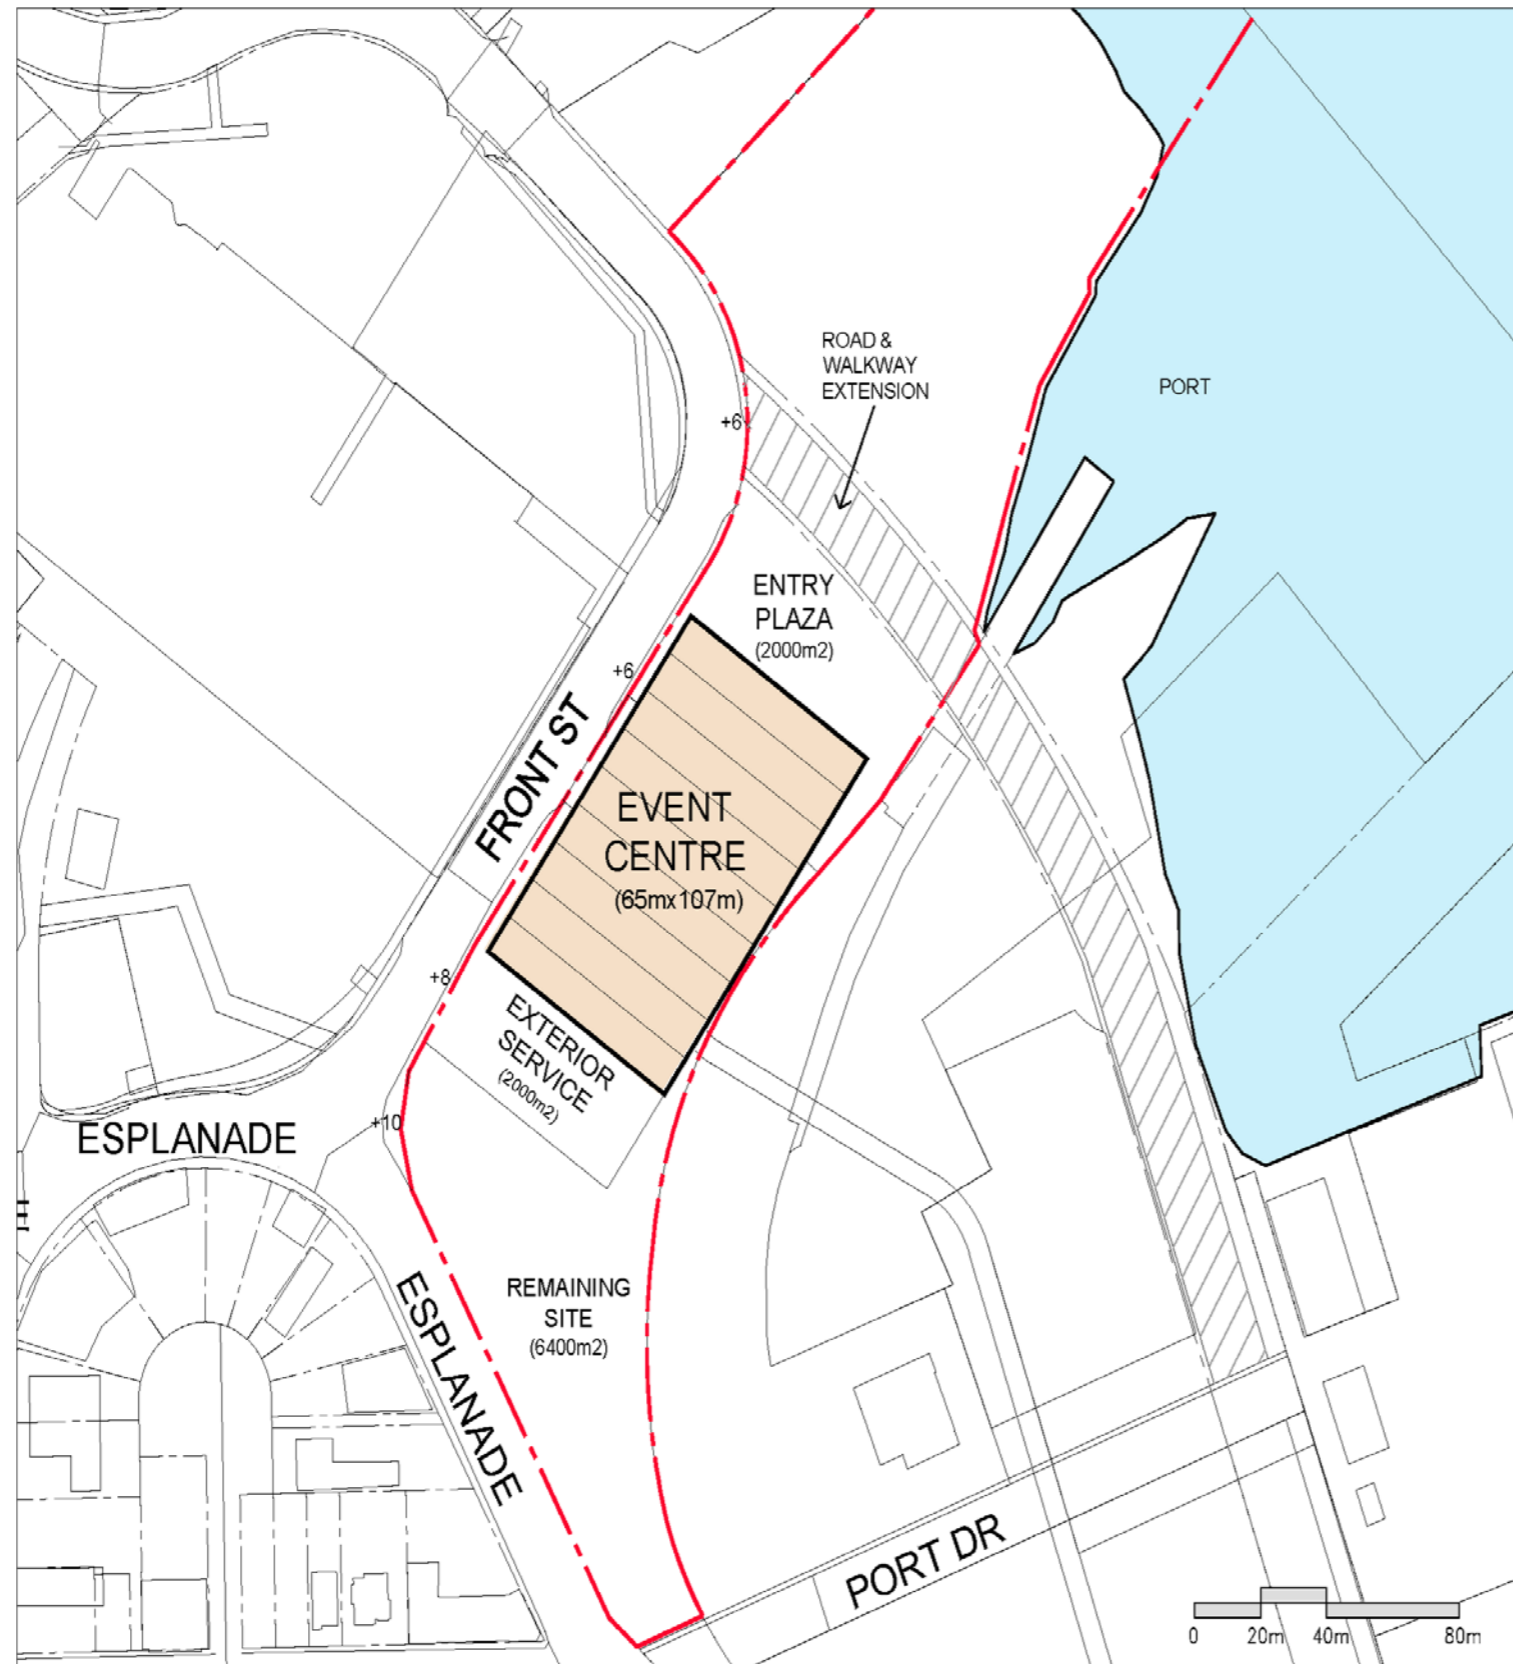 ROAD &
WALKWAY
EXTENSION
PORT
+6
ENTRY
PLAZA
(2000m2)
+6
FRONT ST
EVENT
CENTRE
(65mx107m)
+8
EXTERIOR
SERVICE
(2000m2)
+10
ESPLANADE
H
REMAINING
SITE
(6400m2)
ESPLANADE
PORT DR
0 20m 40m 80m